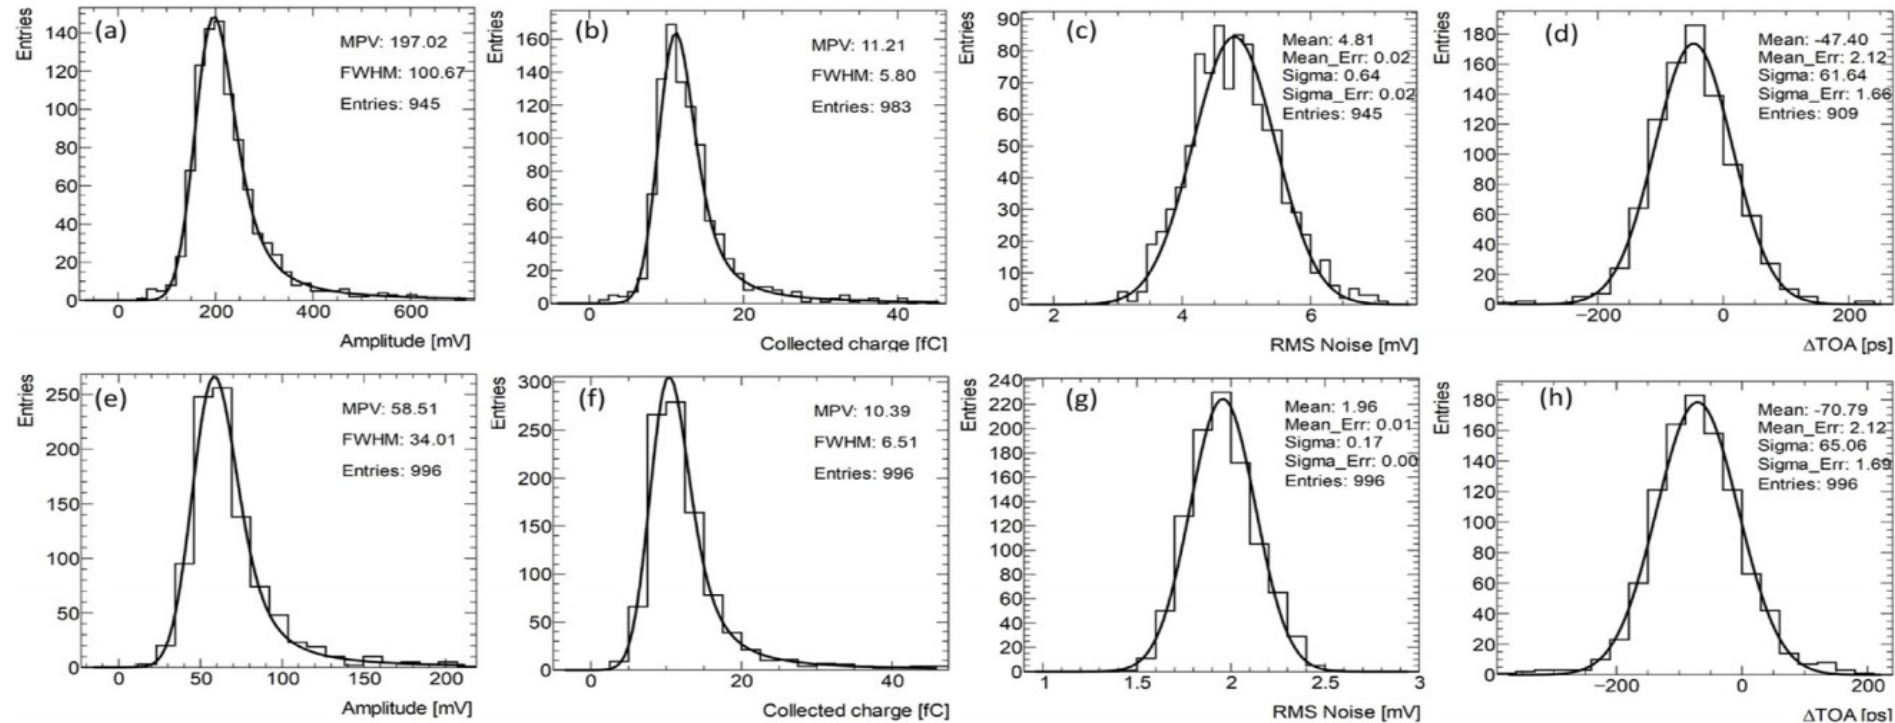 Entries
(a)
MPV: 197.02
FWHM: 100.67
Entries: 945
140
120
100
80
60
40
20
0
0 200 400 600
Amplitude [mV]
Entries
(b)
MPV: 11.21
FWHM: 5.80
Entries: 983
160
140
120
100
80
60
40
20
0
0 20 40
Collected charge [fC]
Entries
(c)
Mean: 4.81
Mean_Err: 0.02
Sigma: 0.64
Sigma_Err: 0.02
Entries: 945
90
80
70
60
50
40
30
20
10
0
2 4 6
RMS Noise [mV]
Entries
(d)
Mean: -47.40
Mean_Err: 2.12
Sigma: 61.64
Sigma_Err: 1.66
Entries: 909
180
160
140
120
100
80
60
40
20
0
−200 0 200
ΔTOA [ps]
Entries
(e)
MPV: 58.51
FWHM: 34.01
Entries: 996
250
200
150
100
50
0
0 50 100 150 200
Amplitude [mV]
Entries
(f)
MPV: 10.39
FWHM: 6.51
Entries: 996
300
250
200
150
100
50
0
0 20 40
Collected charge [fC]
Entries
(g)
Mean: 1.96
Mean_Err: 0.01
Sigma: 0.17
Sigma_Err: 0.00
Entries: 996
240
220
200
180
160
140
120
100
80
60
40
20
0
1 1.5 2 2.5 3
RMS Noise [mV]
Entries
(h)
Mean: -70.79
Mean_Err: 2.12
Sigma: 65.06
Sigma_Err: 1.69
Entries: 996
180
160
140
120
100
80
60
40
20
0
−200 0 200
ΔTOA [ps]